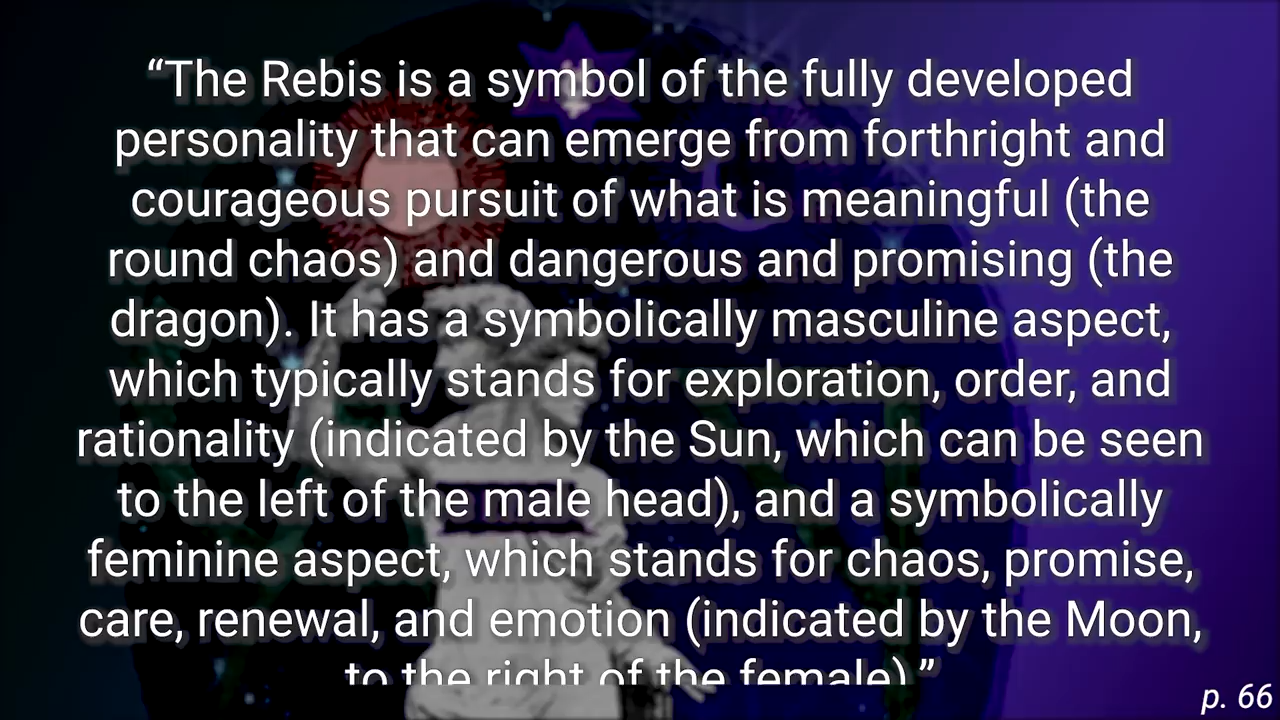 “The Rebis is a symbol of the fully developed
personality that can emerge from forthright and
courageous pursuit of what is meaningful (the
round chaos) and dangerous and promising (the
dragon). It has a symbolically masculine aspect,
which typically stands for exploration, order, and
rationality (indicated by the Sun, which can be seen
to the left of the male head), and a symbolically
feminine aspect, which stands for chaos, promise,
care, renewal, and emotion (indicated by the Moon,
to the right of the female).”
p. 66